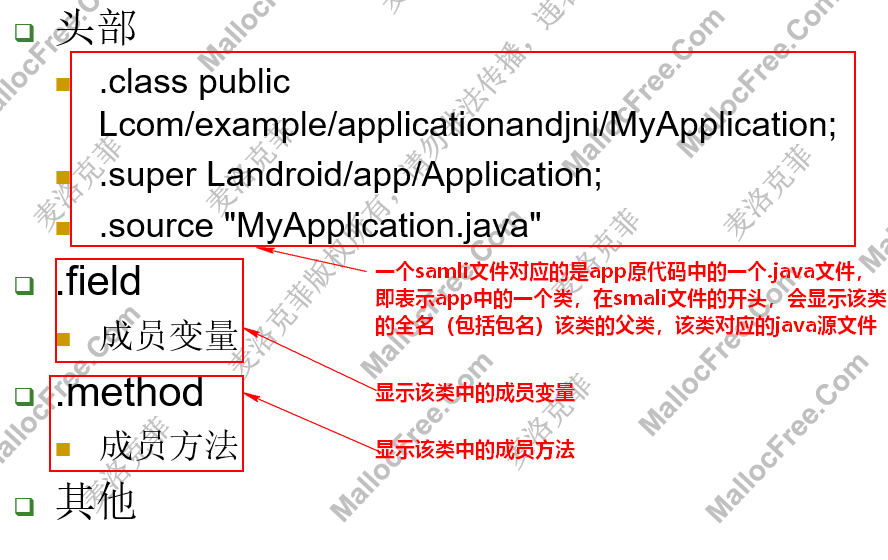 头部
.class public
Lcom/example/applicationandjni/MyApplication;
.super Landroid/app/Application;
.source "MyApplication.java"
一个samli文件对应的是app原代码中的一个.java文件,
即表示app中的一个类，在smali文件的开头，会显示该类
的全名（包括包名）该类的父类，该类对应的java源文件
.field
成员变量
显示该类中的成员变量
.method
成员方法
显示该类中的成员方法
其他
MallocFree.Com
麦洛克菲
麦洛克菲版权所有，请勿非法传播，违者